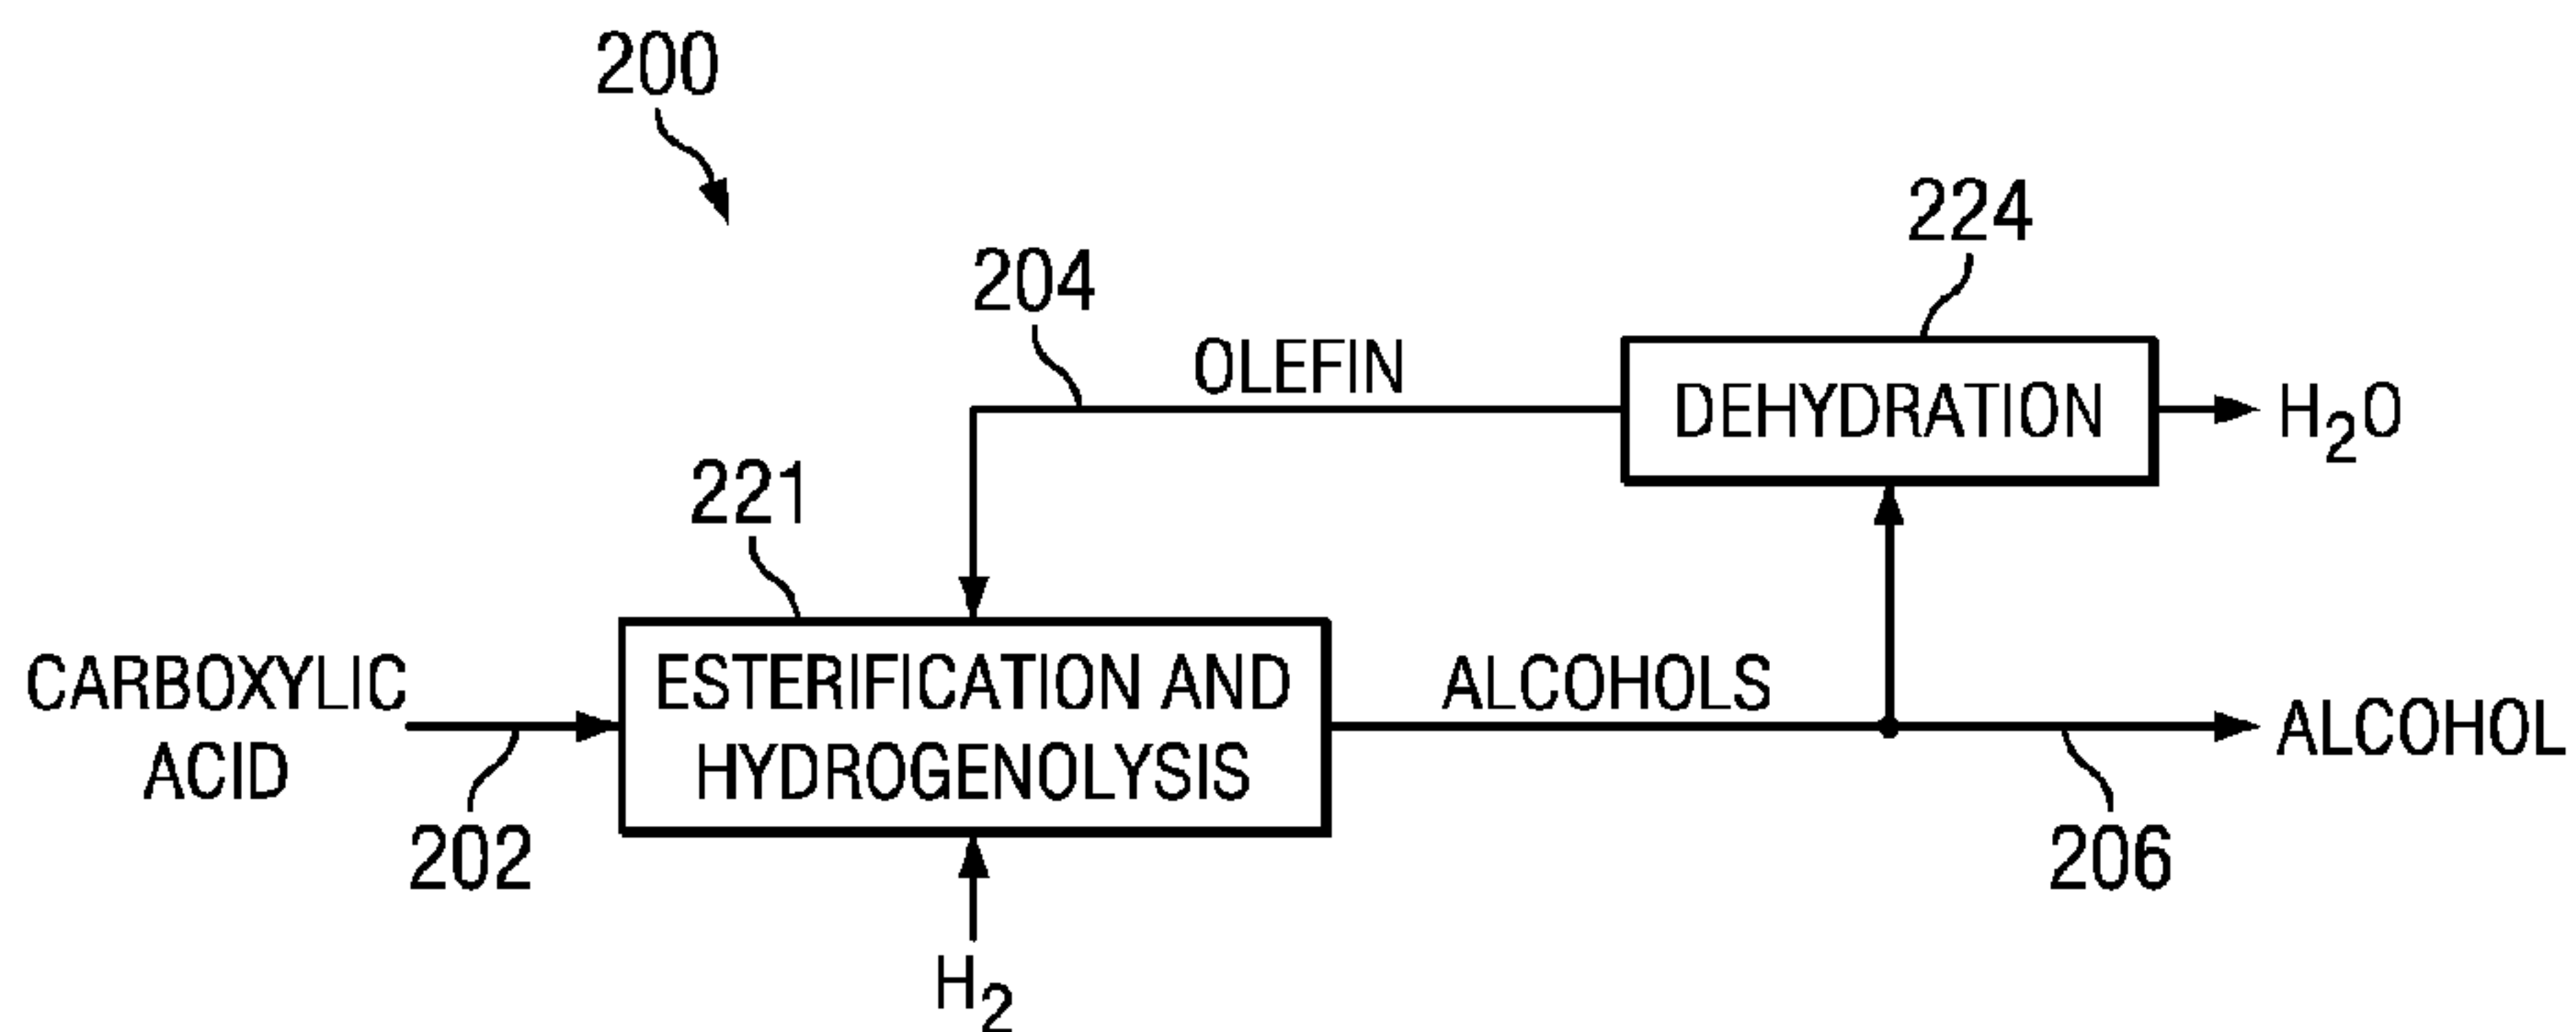 200
224
204
OLEFIN
DEHYDRATION
H₂O
221
CARBOXYLIC
ACID
ESTERIFICATION AND
HYDROGENOLYSIS
ALCOHOLS
ALCOHOL
202
206
H₂